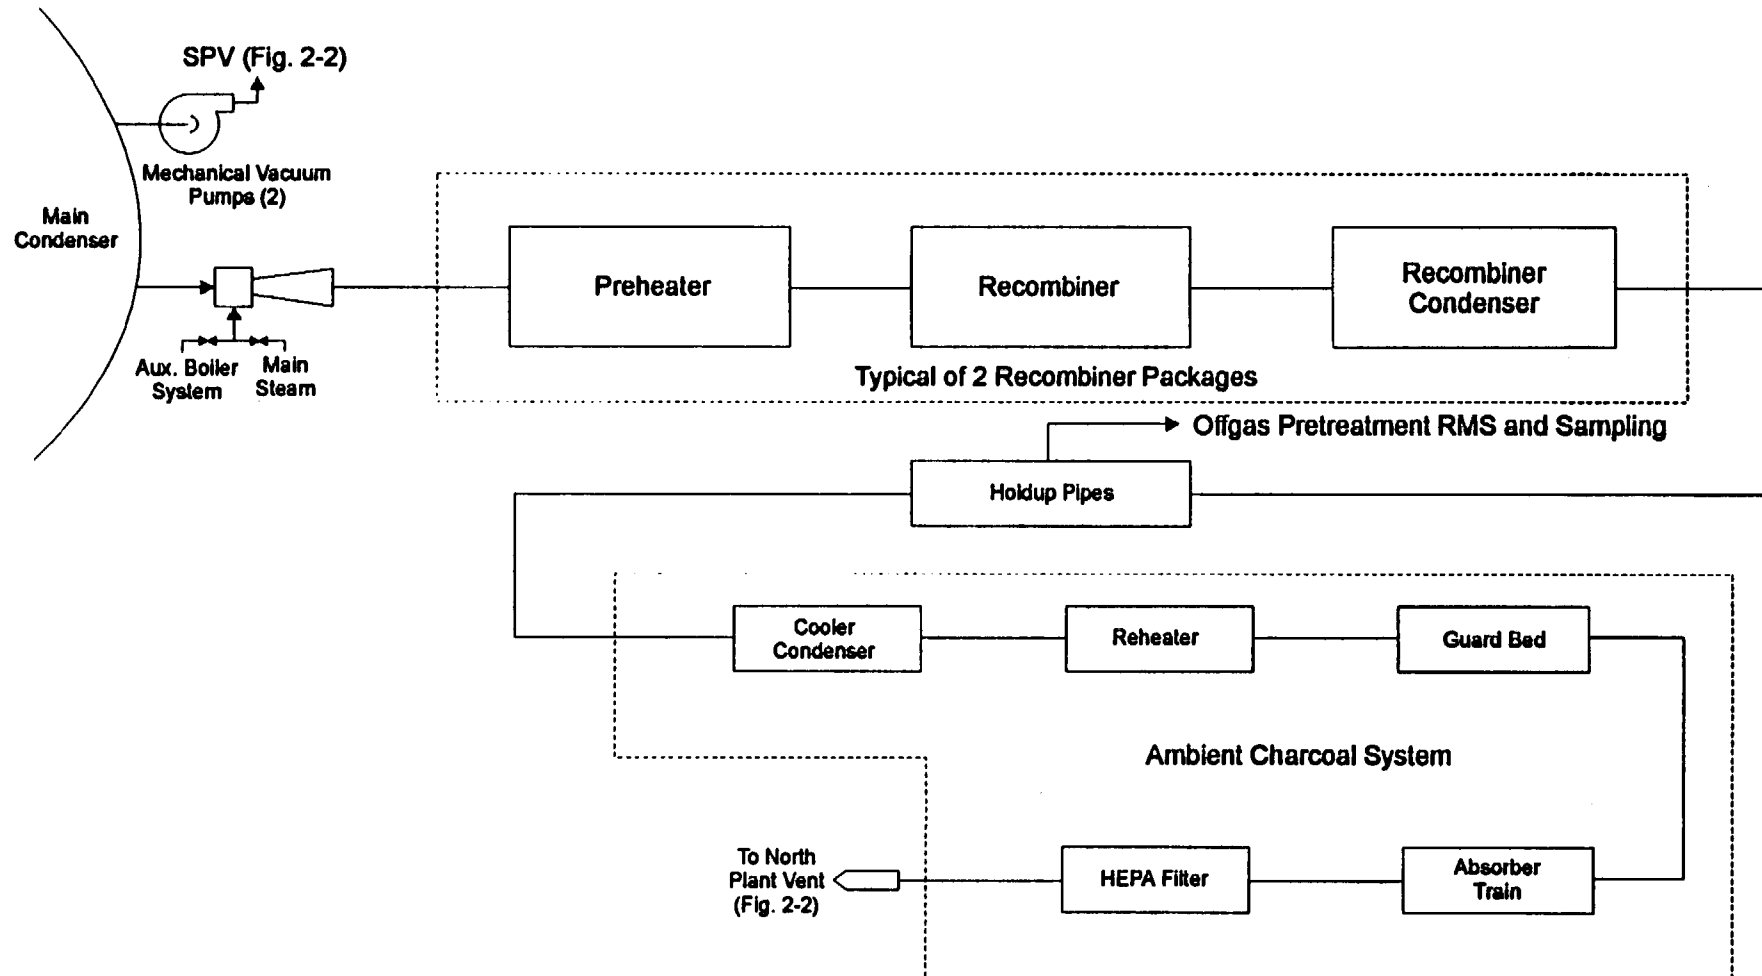 SPV (Fig. 2-2)
Mechanical Vacuum
Pumps (2)
Main
Condenser
Aux. Boiler
System
Main
Steam
Preheater
Recombiner
Recombiner
Condenser
Typical of 2 Recombiner Packages
Offgas Pretreatment RMS and Sampling
Holdup Pipes
Cooler
Condenser
Reheater
Guard Bed
Ambient Charcoal System
To North
Plant Vent
(Fig. 2-2)
HEPA Filter
Absorber
Train